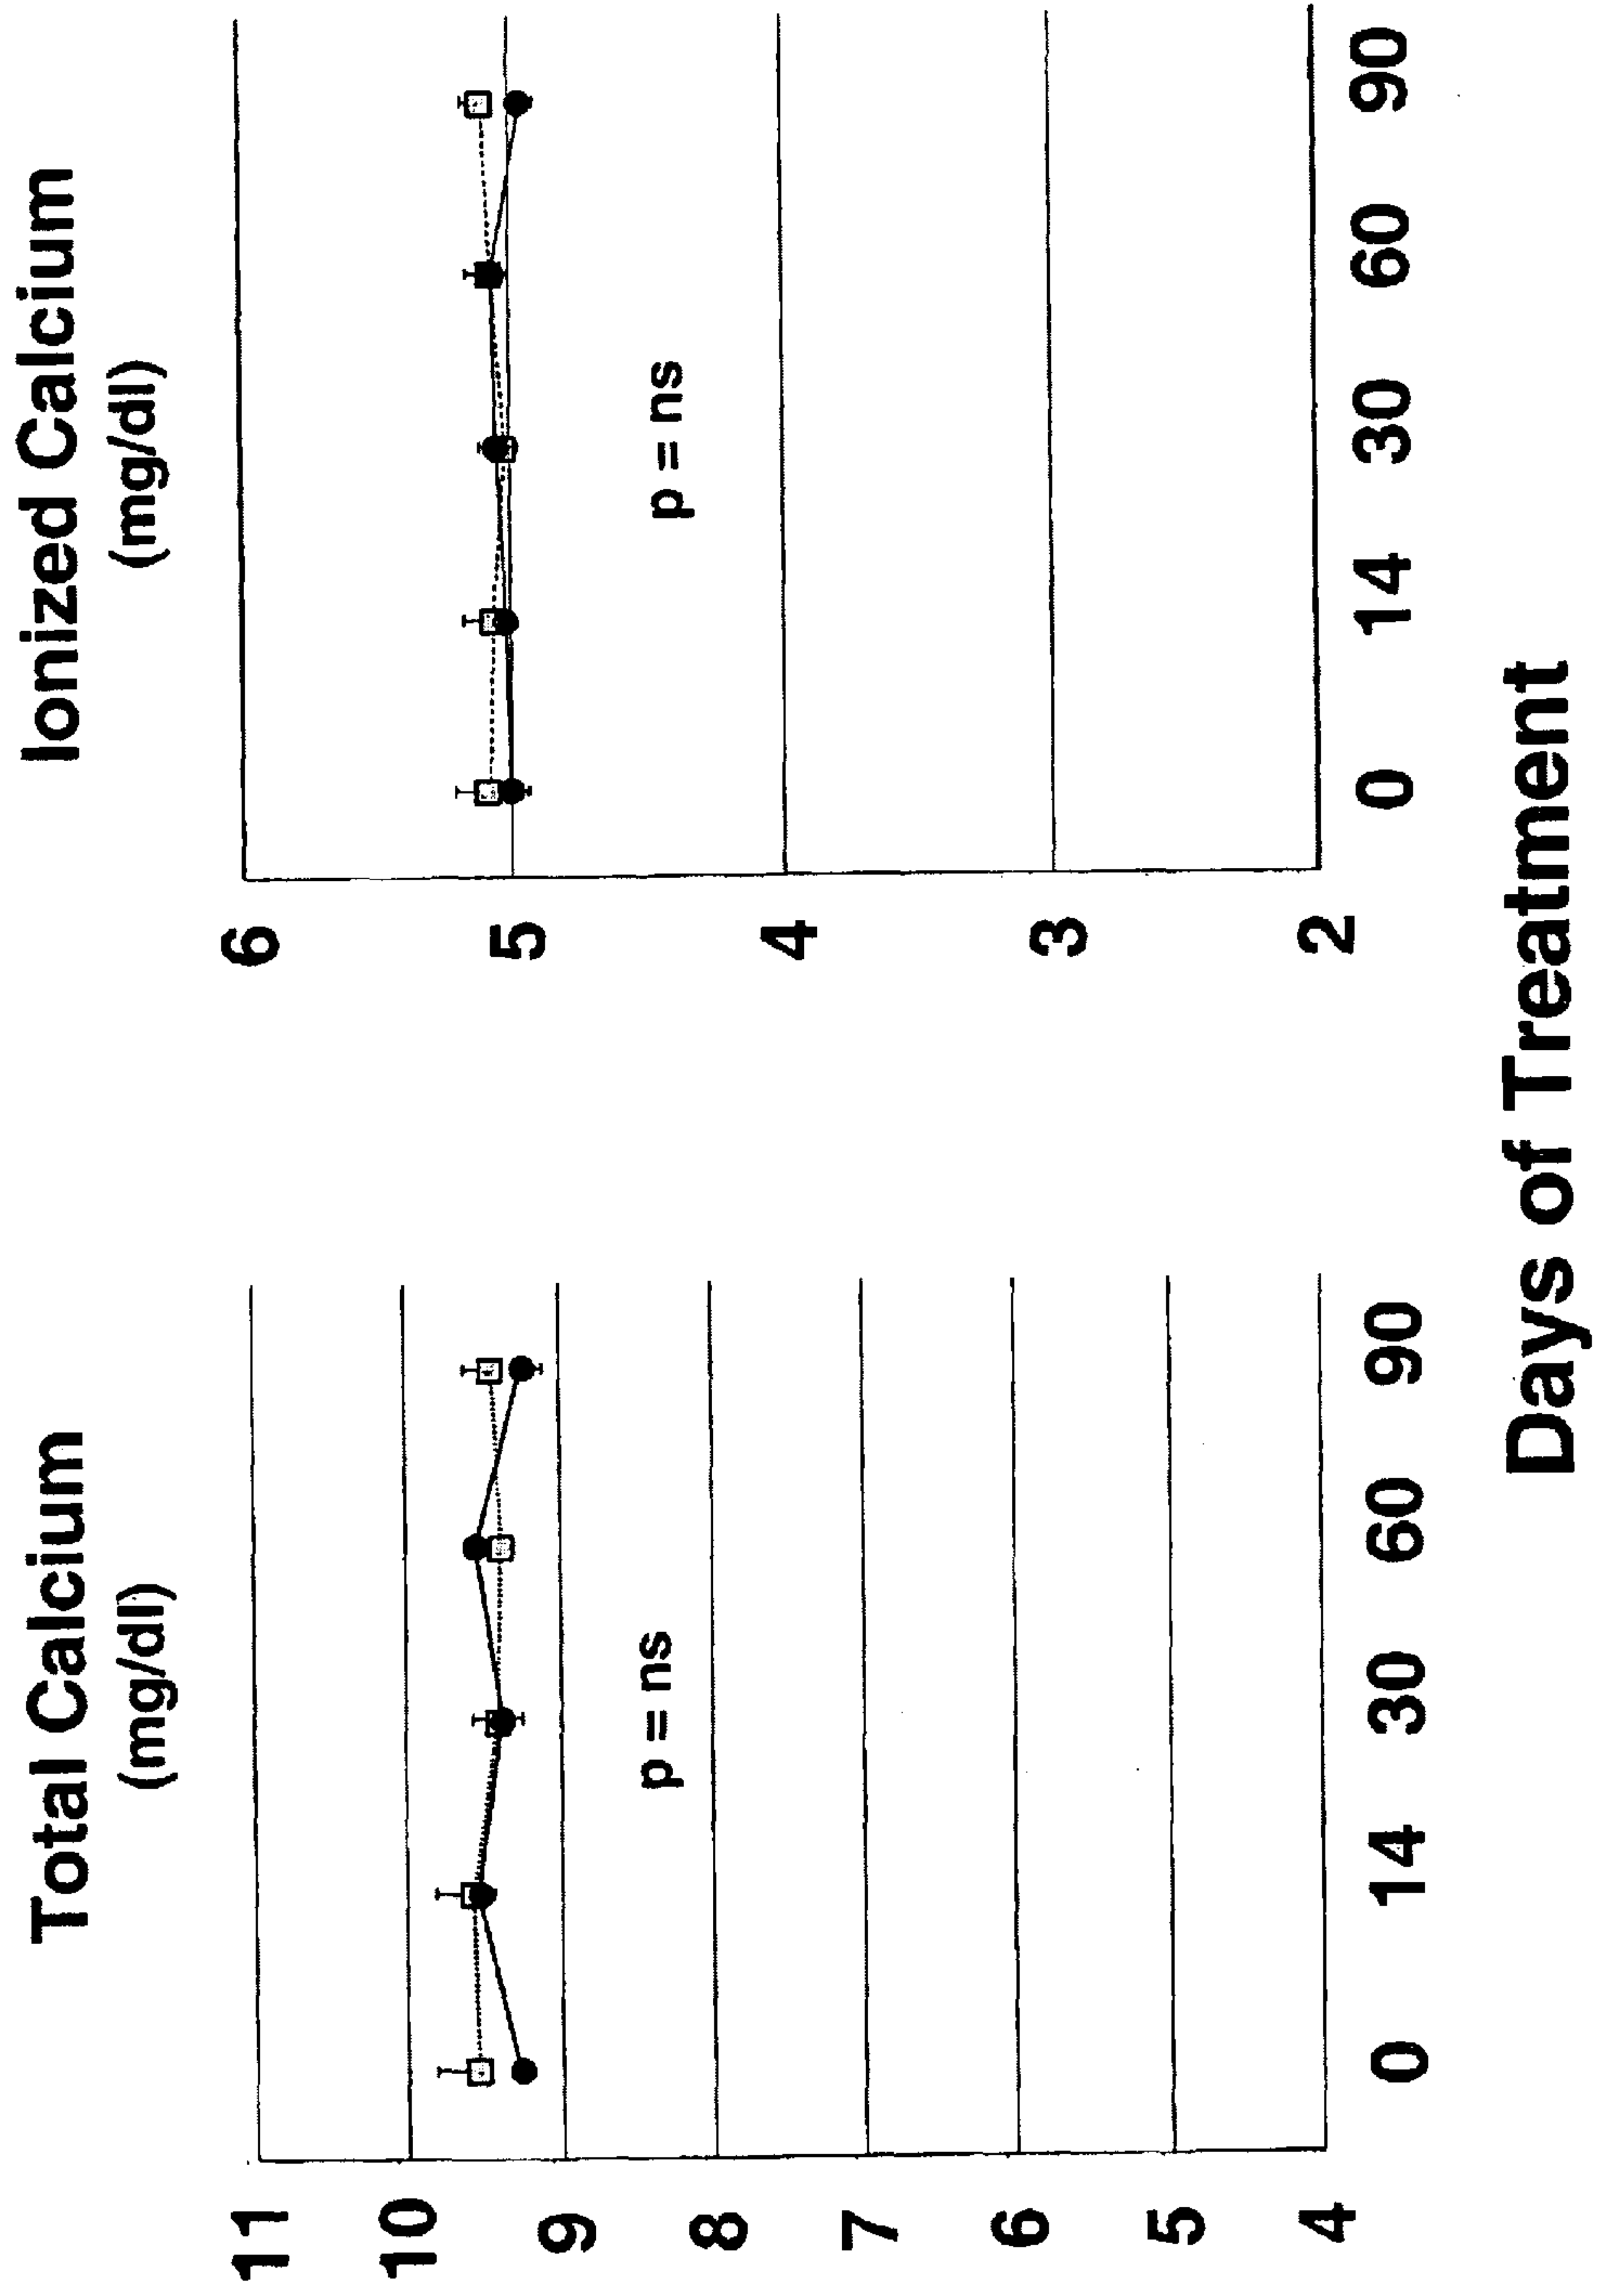 Total Calcium
(mg/dl)
11
10
9
8
7
6
5
4
p = ns
0 14 30 60 90
Ionized Calcium
(mg/dl)
6
5
4
3
2
p = ns
0 14 30 60 90
Days of Treatment